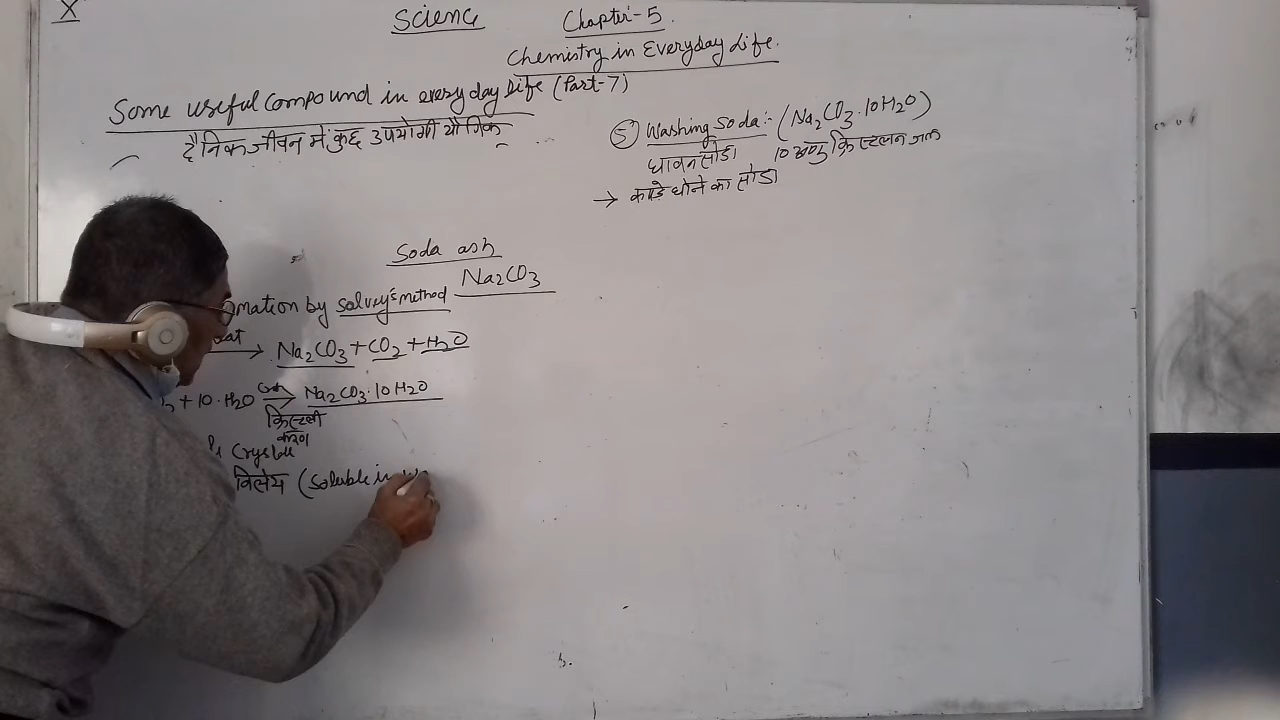 X
Science Chapter-5.
Chemistry in Everyday Life.
Some useful compound in every day life (Part-7)
दैनिक जीवन में कुछ उपयोगी यौगिक
⑤ Washing Soda:- (Na₂CO₃·10H₂O)
धावन सोडा 10 अणु क्रिस्टलन जल
→ कपड़े धोने का सोडा
Soda ash
Na₂CO₃
mation by solvey's method
→ Na₂CO₃ + CO₂ + H₂O
+ 10·H₂O → Na₂CO₃·10H₂O
क्रिस्टली
करण
Crystal
विलेय (Soluble in